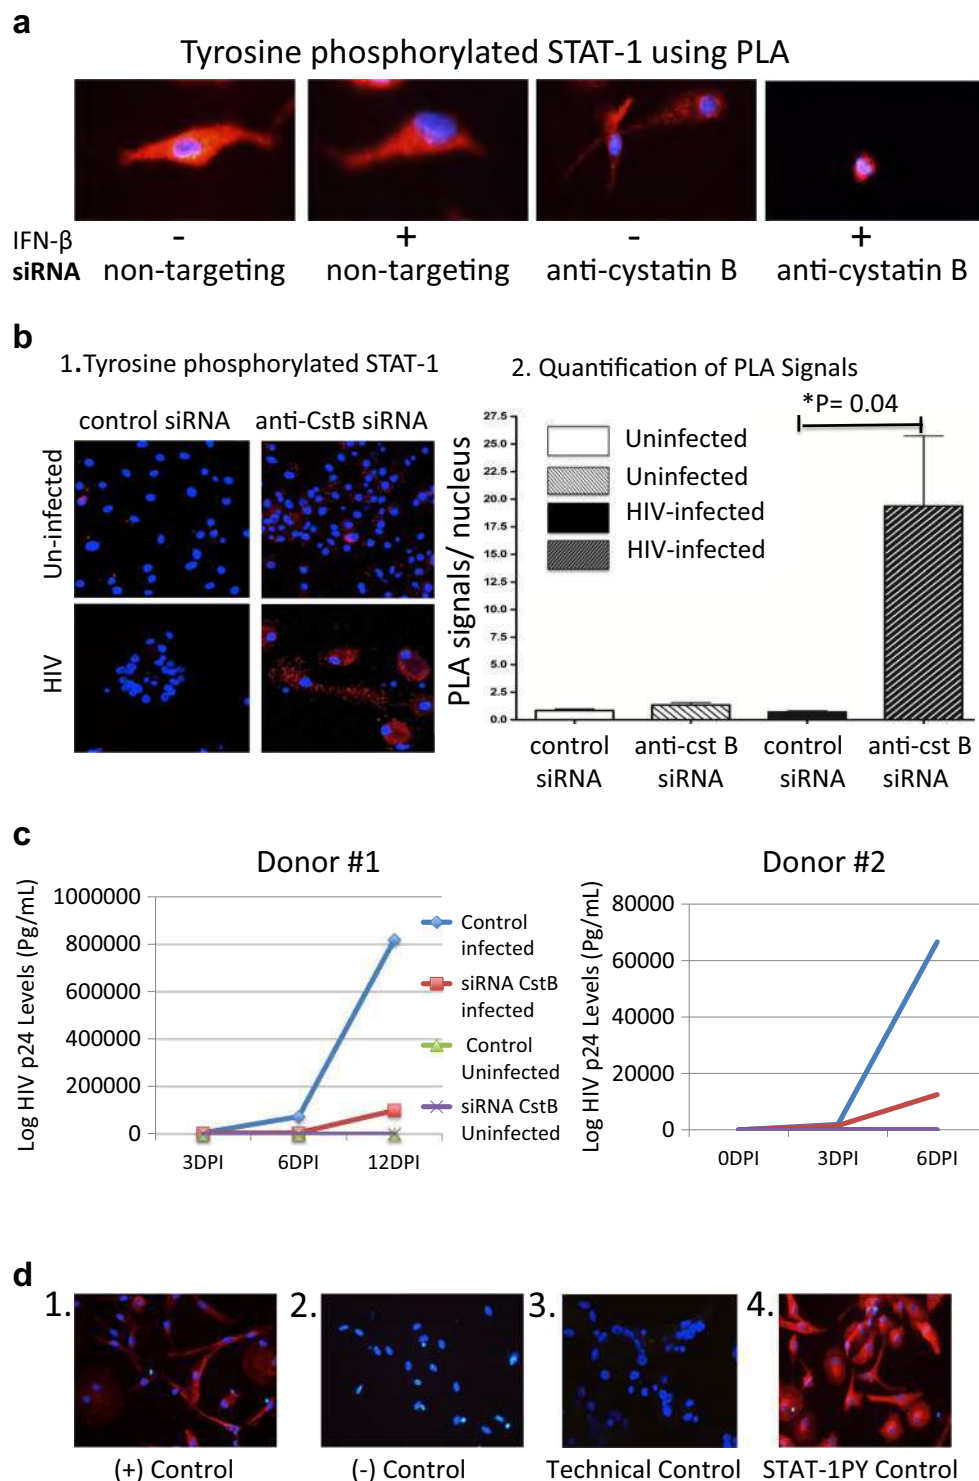 a
Tyrosine phosphorylated STAT-1 using PLA
IFN-β - + - +
siRNA non-targeting non-targeting anti-cystatin B anti-cystatin B
b
1.Tyrosine phosphorylated STAT-1
control siRNA anti-CstB siRNA
Un-infected
HIV
2. Quantification of PLA Signals
*P= 0.04
PLA signals/ nucleus
27.5
25.0
22.5
20.0
17.5
15.0
12.5
10.0
7.5
5.0
2.5
0.0
Uninfected
Uninfected
HIV-infected
HIV-infected
control anti-cst B control anti-cst B
siRNA siRNA siRNA siRNA
c
Donor #1
Log HIV p24 Levels (Pg/mL)
1000000
800000
600000
400000
200000
0
3DPI 6DPI 12DPI
Control
infected
siRNA CstB
infected
Control
Uninfected
siRNA CstB
Uninfected
Donor #2
Log HIV p24 Levels (Pg/mL)
80000
60000
40000
20000
0
0DPI 3DPI 6DPI
d
1. 2. 3. 4.
(+) Control (-) Control Technical Control STAT-1PY Control